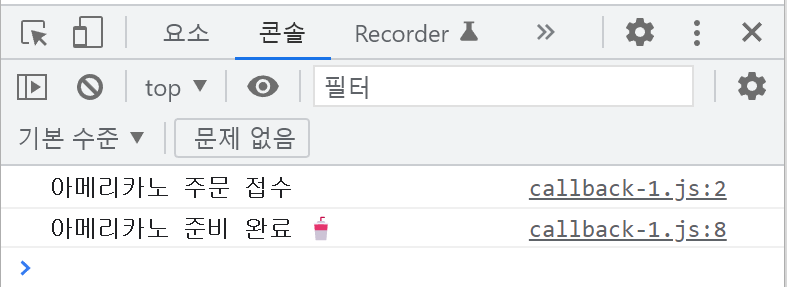 요소 콘솔 Recorder
top ▼ 필터
기본 수준 ▼ 문제 없음
아메리카노 주문 접수 callback-1.js:2
아메리카노 준비 완료 🥤 callback-1.js:8